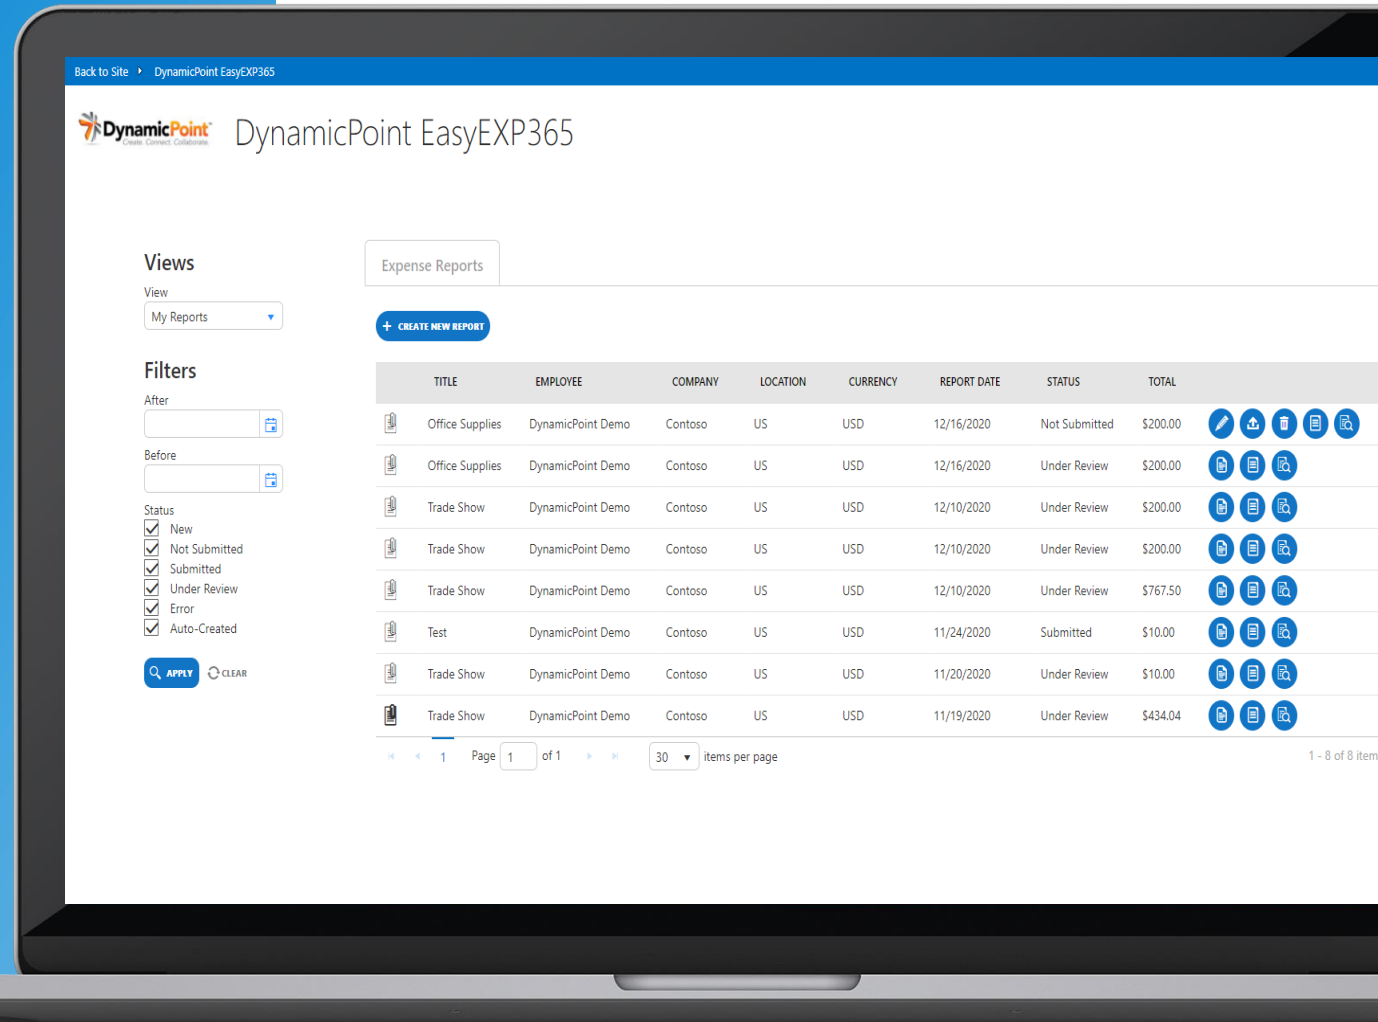 Back to Site DynamicPoint EasyEXP365
DynamicPoint
Create. Connect. Collaborate.
DynamicPoint EasyEXP365
Views
View
My Reports
Filters
After
Before
Status
New
Not Submitted
Submitted
Under Review
Error
Auto-Created
APPLY CLEAR
Expense Reports
+ CREATE NEW REPORT
TITLE EMPLOYEE COMPANY LOCATION CURRENCY REPORT DATE STATUS TOTAL
Office Supplies DynamicPoint Demo Contoso US USD 12/16/2020 Not Submitted $200.00
Office Supplies DynamicPoint Demo Contoso US USD 12/16/2020 Under Review $200.00
Trade Show DynamicPoint Demo Contoso US USD 12/10/2020 Under Review $200.00
Trade Show DynamicPoint Demo Contoso US USD 12/10/2020 Under Review $200.00
Trade Show DynamicPoint Demo Contoso US USD 12/10/2020 Under Review $767.50
Test DynamicPoint Demo Contoso US USD 11/24/2020 Submitted $10.00
Trade Show DynamicPoint Demo Contoso US USD 11/20/2020 Under Review $10.00
Trade Show DynamicPoint Demo Contoso US USD 11/19/2020 Under Review $434.04
1 Page 1 of 1 30 items per page 1 - 8 of 8 item